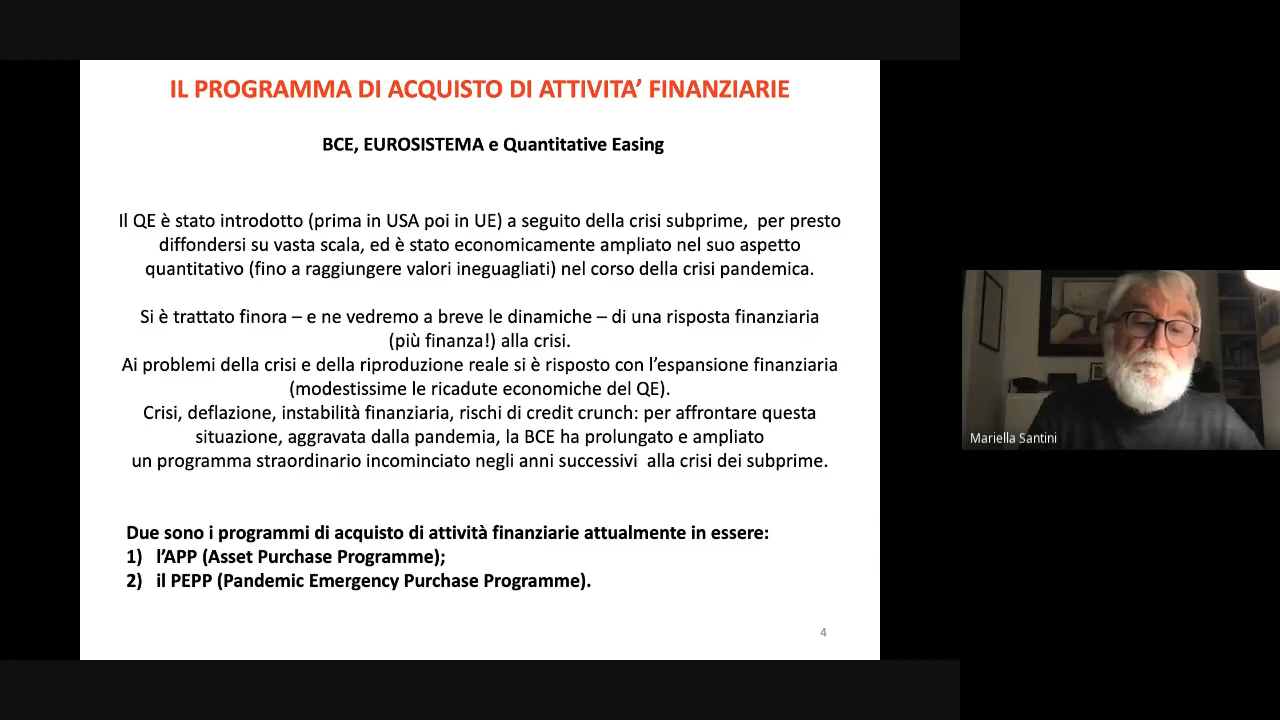 IL PROGRAMMA DI ACQUISTO DI ATTIVITA’ FINANZIARIE
BCE, EUROSISTEMA e Quantitative Easing
Il QE è stato introdotto (prima in USA poi in UE) a seguito della crisi subprime,  per presto
diffondersi su vasta scala, ed è stato economicamente ampliato nel suo aspetto
quantitativo (fino a raggiungere valori ineguagliati) nel corso della crisi pandemica.
Si è trattato finora – e ne vedremo a breve le dinamiche – di una risposta finanziaria
(più finanza!) alla crisi.
Ai problemi della crisi e della riproduzione reale si è risposto con l’espansione finanziaria
(modestissime le ricadute economiche del QE).
Crisi, deflazione, instabilità finanziaria, rischi di credit crunch: per affrontare questa
situazione, aggravata dalla pandemia, la BCE ha prolungato e ampliato
un programma straordinario incominciato negli anni successivi  alla crisi dei subprime.
Due sono i programmi di acquisto di attività finanziarie attualmente in essere:
1) l’APP (Asset Purchase Programme);
2) il PEPP (Pandemic Emergency Purchase Programme).
4
Mariella Santini